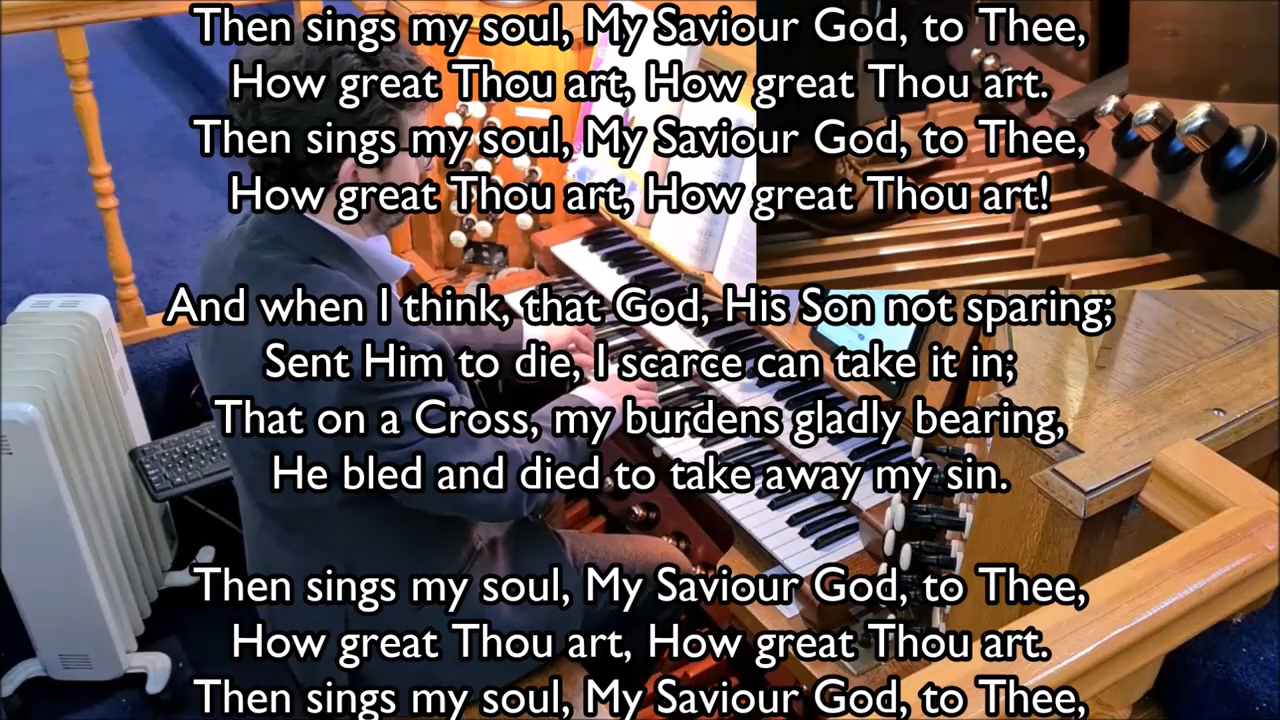 Then sings my soul, My Saviour God, to Thee,
How great Thou art, How great Thou art.
Then sings my soul, My Saviour God, to Thee,
How great Thou art, How great Thou art!
And when I think, that God, His Son not sparing;
Sent Him to die, I scarce can take it in;
That on a Cross, my burdens gladly bearing,
He bled and died to take away my sin.
Then sings my soul, My Saviour God, to Thee,
How great Thou art, How great Thou art.
Then sings my soul, My Saviour God, to Thee,